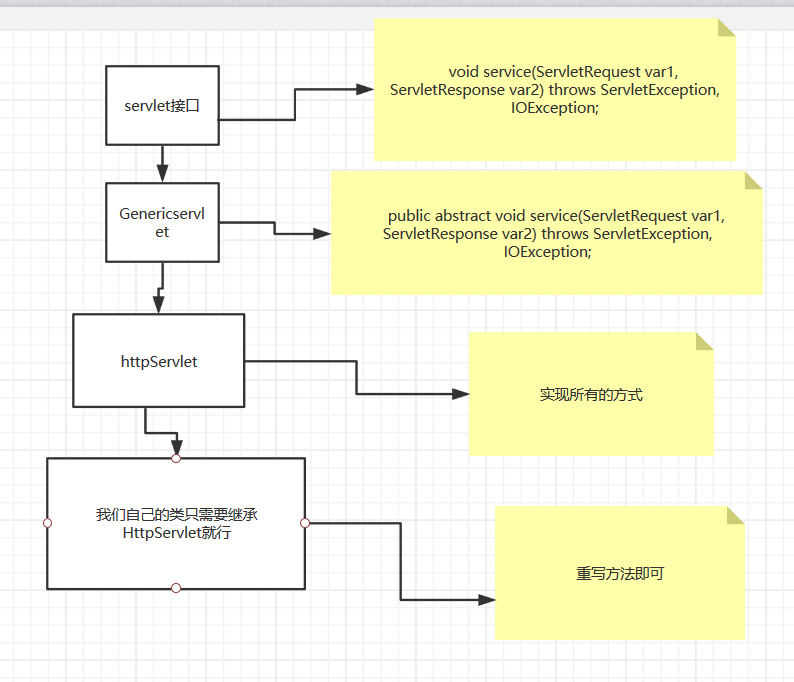 servlet接口
void service(ServletRequest var1,
ServletResponse var2) throws ServletException,
IOException;
Genericservl
et
public abstract void service(ServletRequest var1,
ServletResponse var2) throws ServletException,
IOException;
httpServlet
实现所有的方式
我们自己的类只需要继承
HttpServlet就行
重写方法即可